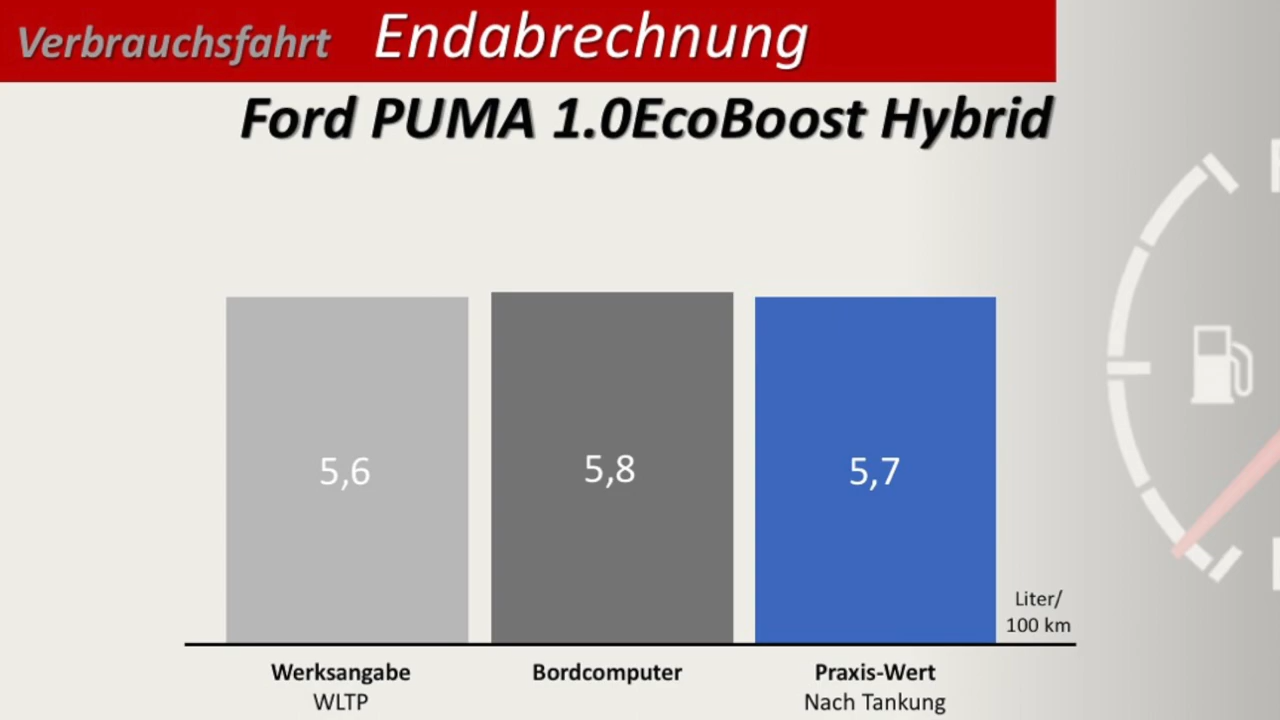 Verbrauchsfahrt Endabrechnung
Ford PUMA 1.0EcoBoost Hybrid
5,6
5,8
5,7
Liter/
100 km
Werksangabe
WLTP
Bordcomputer
Praxis-Wert
Nach Tankung